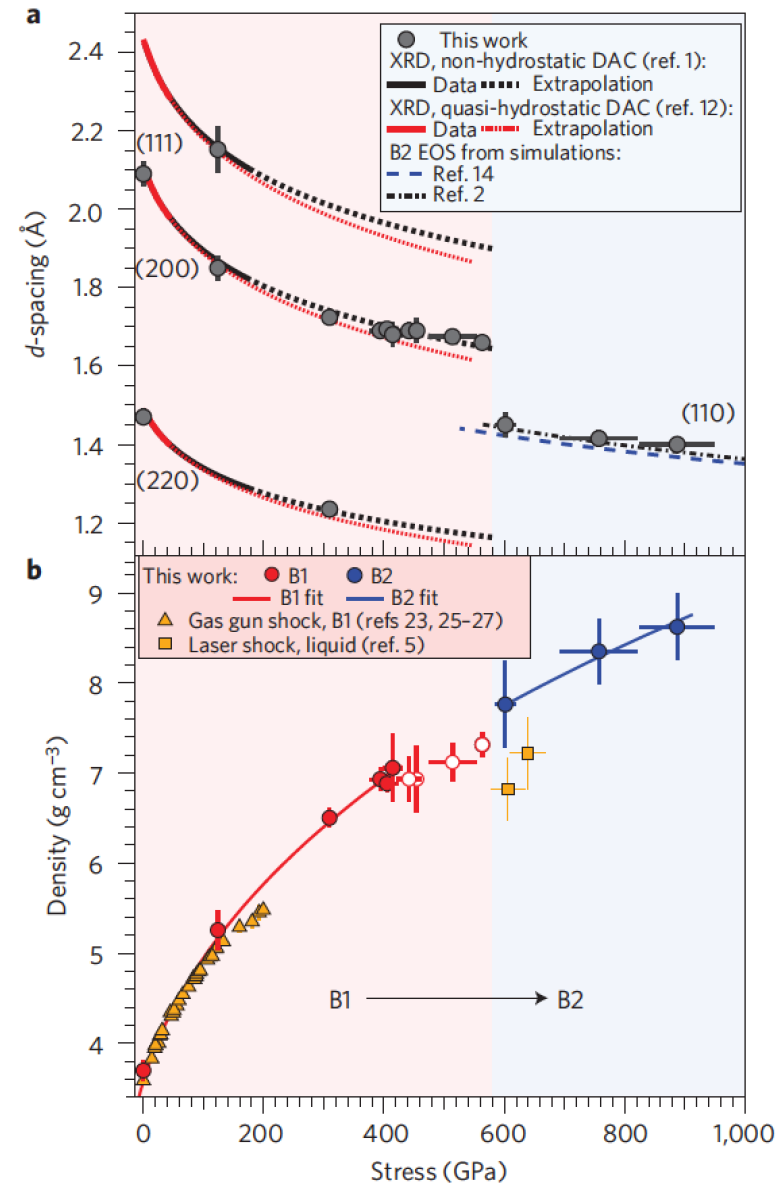 a
This work
XRD, non-hydrostatic DAC (ref. 1):
Data Extrapolation
XRD, quasi-hydrostatic DAC (ref. 12):
Data Extrapolation
B2 EOS from simulations:
Ref. 14
Ref. 2
2.4
2.2
2.0
1.8
1.6
1.4
1.2
d-spacing (Å)
(111)
(200)
(220)
(110)
b
This work: B1 B2
B1 fit B2 fit
Gas gun shock, B1 (refs 23, 25–27)
Laser shock, liquid (ref. 5)
9
8
7
6
5
4
Density (g cm⁻³)
B1 B2
0 200 400 600 800 1,000
Stress (GPa)